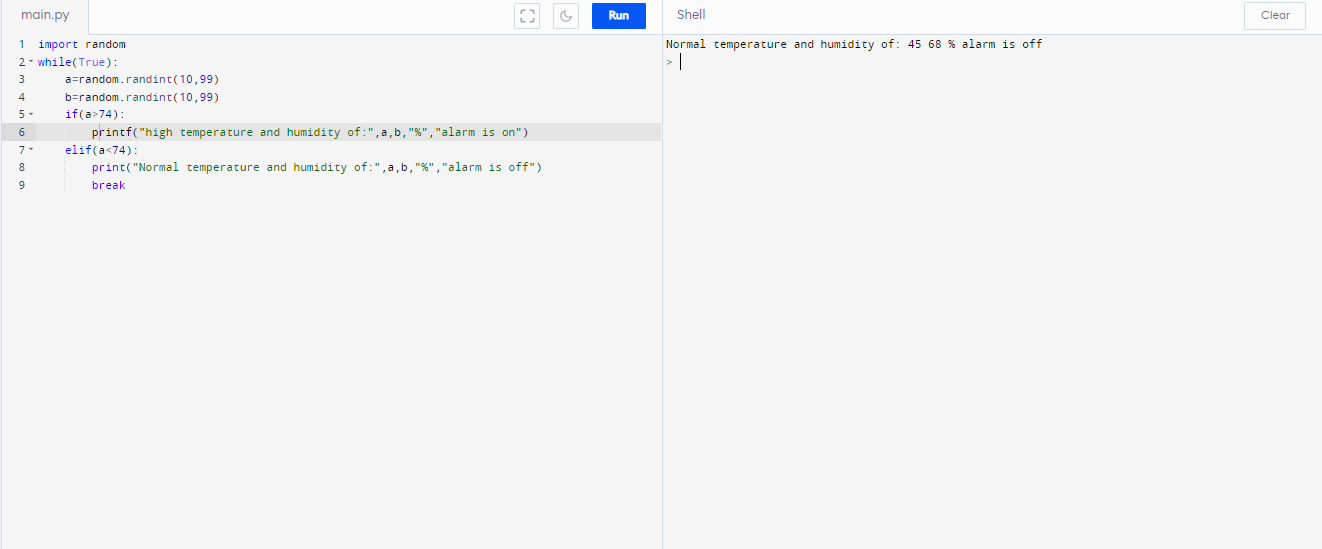 main.py
Run
Shell
Clear
1 import random
2 while(True):
3     a=random.randint(10,99)
4     b=random.randint(10,99)
5     if(a>74):
6         printf("high temperature and humidity of:",a,b,"%","alarm is on")
7     elif(a<74):
8         print("Normal temperature and humidity of:",a,b,"%","alarm is off")
9         break
Normal temperature and humidity of: 45 68 % alarm is off
>